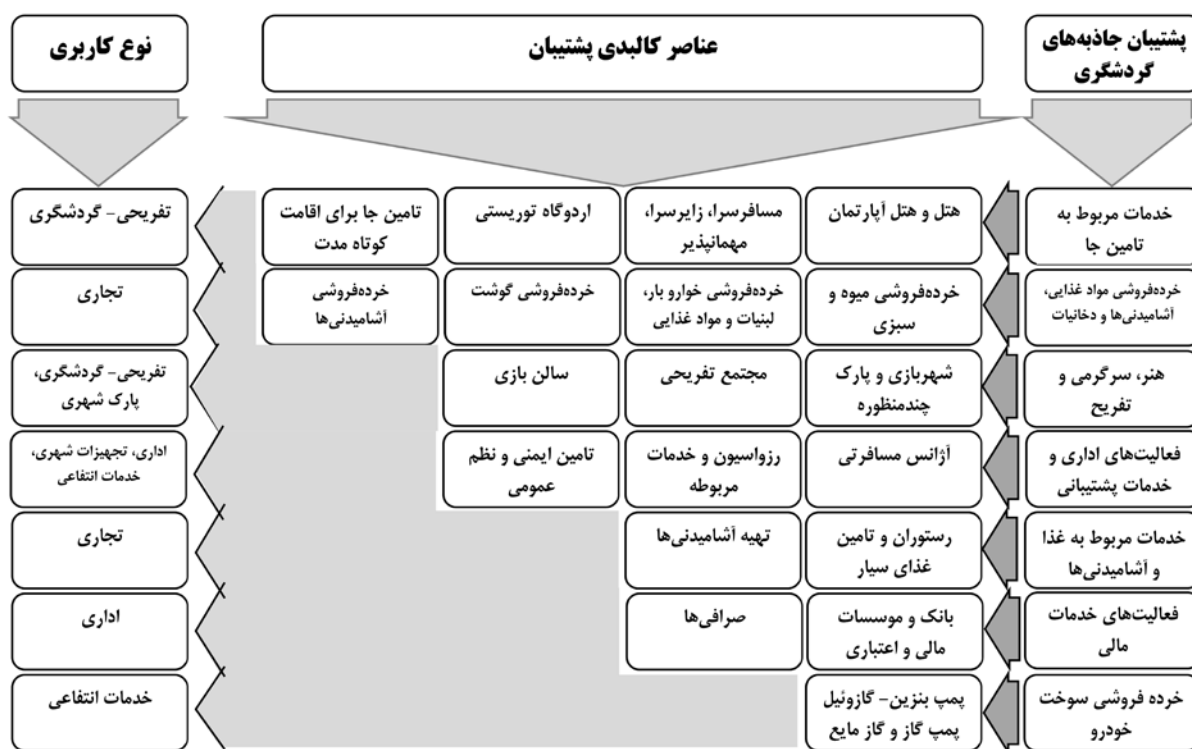 پشتیبان جاذبه‌های
گردشگری
عناصر کالبدی پشتیبان
نوع کاربری
خدمات مربوط به
تامین جا
هتل و هتل آپارتمان
مسافرسرا، زایرسرا،
مهمانپذیر
اردوگاه توریستی
تامین جا برای اقامت
کوتاه مدت
تفریحی- گردشگری
خرده‌فروشی مواد غذایی،
آشامیدنی‌ها و دخانیات
خرده‌فروشی میوه و
سبزی
خرده‌فروشی خوارو بار،
لبنیات و مواد غذایی
خرده‌فروشی گوشت
خرده‌فروشی
آشامیدنی‌ها
تجاری
هنر، سرگرمی و
تفریح
شهربازی و پارک
چندمنظوره
مجتمع تفریحی
سالن بازی
تفریحی- گردشگری،
پارک شهری
فعالیت‌های اداری و
خدمات پشتیبانی
آژانس مسافرتی
رزواسیون و خدمات
مربوطه
تامین ایمنی و نظم
عمومی
اداری، تجهیزات شهری،
خدمات انتفاعی
خدمات مربوط به غذا
و آشامیدنی‌ها
رستوران و تامین
غذای سیار
تهیه آشامیدنی‌ها
تجاری
فعالیت‌های خدمات
مالی
بانک و موسسات
مالی و اعتباری
صرافی‌ها
اداری
خرده فروشی سوخت
خودرو
پمپ بنزین- گازوئیل
پمپ گاز و گاز مایع
خدمات انتفاعی